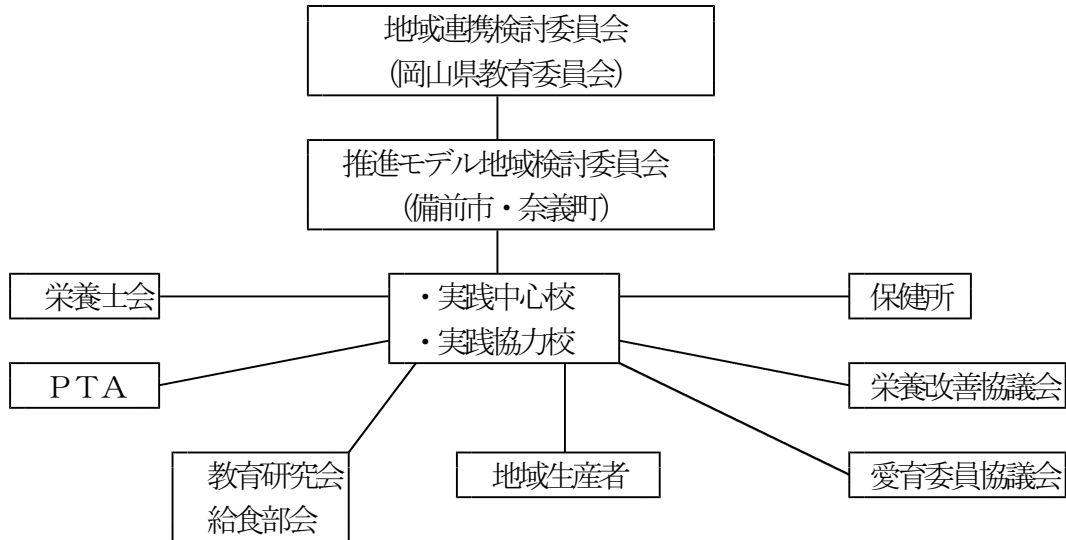 地域連携検討委員会
(岡山県教育委員会)
推進モデル地域検討委員会
(備前市・奈義町)
栄養士会
・実践中心校
・実践協力校
保健所
PTA
栄養改善協議会
教育研究会
給食部会
地域生産者
愛育委員協議会